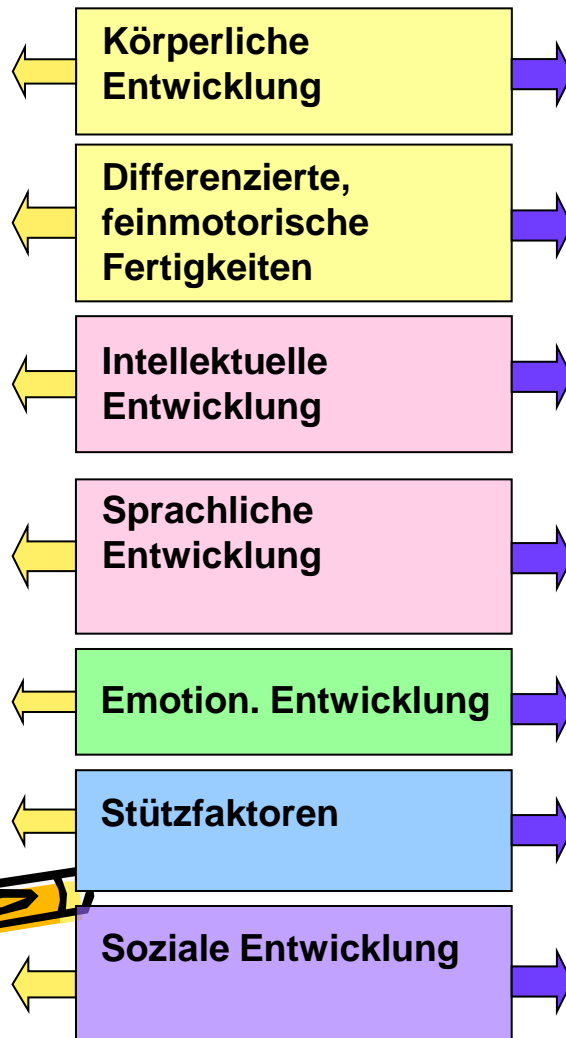 Körperliche
Entwicklung
Differenzierte,
feinmotorische
Fertigkeiten
Intellektuelle
Entwicklung
Sprachliche
Entwicklung
Emotion. Entwicklung
Stützfaktoren
Soziale Entwicklung